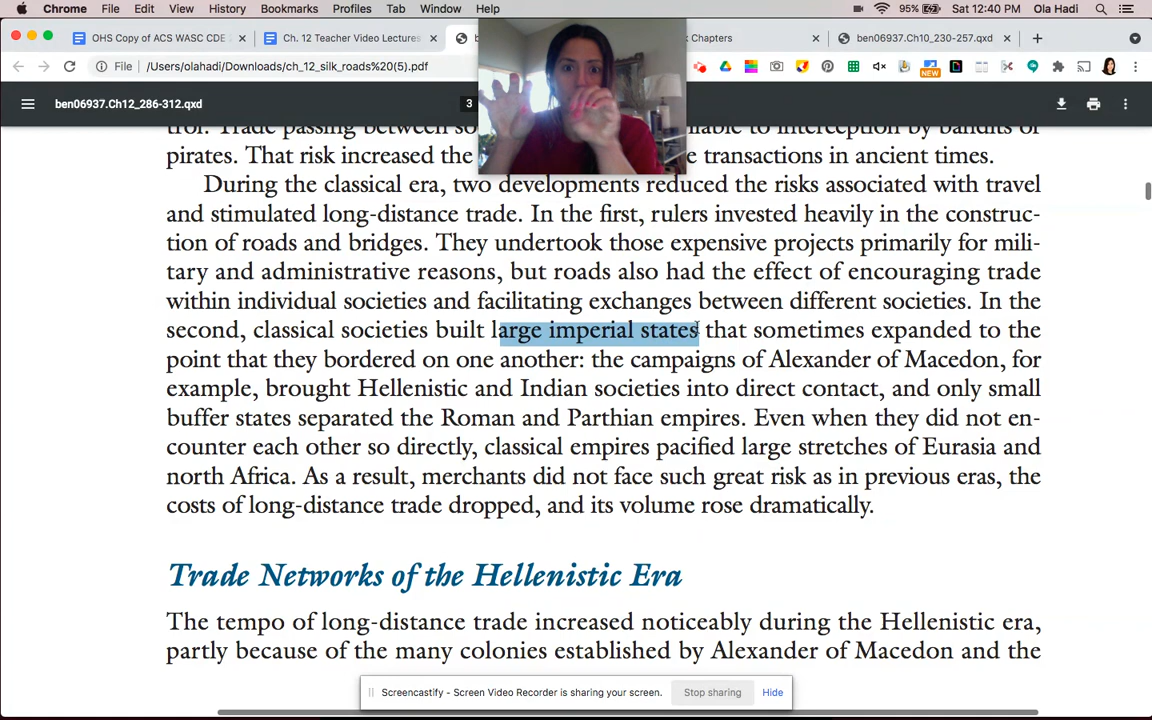 Chrome File Edit View History Bookmarks Profiles Tab Window Help 95% Sat 12:40 PM Ola Hadi
OHS Copy of ACS WASC CDE Ch. 12 Teacher Video Lectures Chapters ben06937.Ch10_230-257.qxd
File /Users/olahadi/Downloads/ch_12_silk_roads%20(5).pdf NEW
ben06937.Ch12_286-312.qxd 3
trol. Trade passing between to interception by bandits or
pirates. That risk increased the transactions in ancient times.
During the classical era, two developments reduced the risks associated with travel
and stimulated long-distance trade. In the first, rulers invested heavily in the construc-
tion of roads and bridges. They undertook those expensive projects primarily for mili-
tary and administrative reasons, but roads also had the effect of encouraging trade
within individual societies and facilitating exchanges between different societies. In the
second, classical societies built large imperial states that sometimes expanded to the
point that they bordered on one another: the campaigns of Alexander of Macedon, for
example, brought Hellenistic and Indian societies into direct contact, and only small
buffer states separated the Roman and Parthian empires. Even when they did not en-
counter each other so directly, classical empires pacified large stretches of Eurasia and
north Africa. As a result, merchants did not face such great risk as in previous eras, the
costs of long-distance trade dropped, and its volume rose dramatically.
Trade Networks of the Hellenistic Era
The tempo of long-distance trade increased noticeably during the Hellenistic era,
partly because of the many colonies established by Alexander of Macedon and the
Screencastify - Screen Video Recorder is sharing your screen. Stop sharing Hide